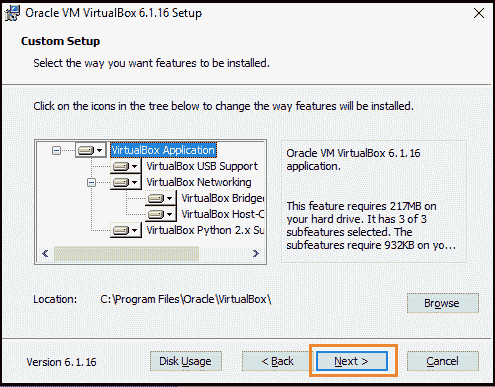 Oracle VM VirtualBox 6.1.16 Setup
Custom Setup
Select the way you want features to be installed.
Click on the icons in the tree below to change the way features will be installed.
VirtualBox Application
VirtualBox USB Support
VirtualBox Networking
VirtualBox Bridge
VirtualBox Host-
VirtualBox Python 2.x Su
Oracle VM VirtualBox 6.1.16
application.
This feature requires 217MB on
your hard drive. It has 3 of 3
subfeatures selected. The
subfeatures require 932KB on yo...
Location: C:\Program Files\Oracle\VirtualBox\
Browse
Version 6.1.16 Disk Usage < Back Next > Cancel